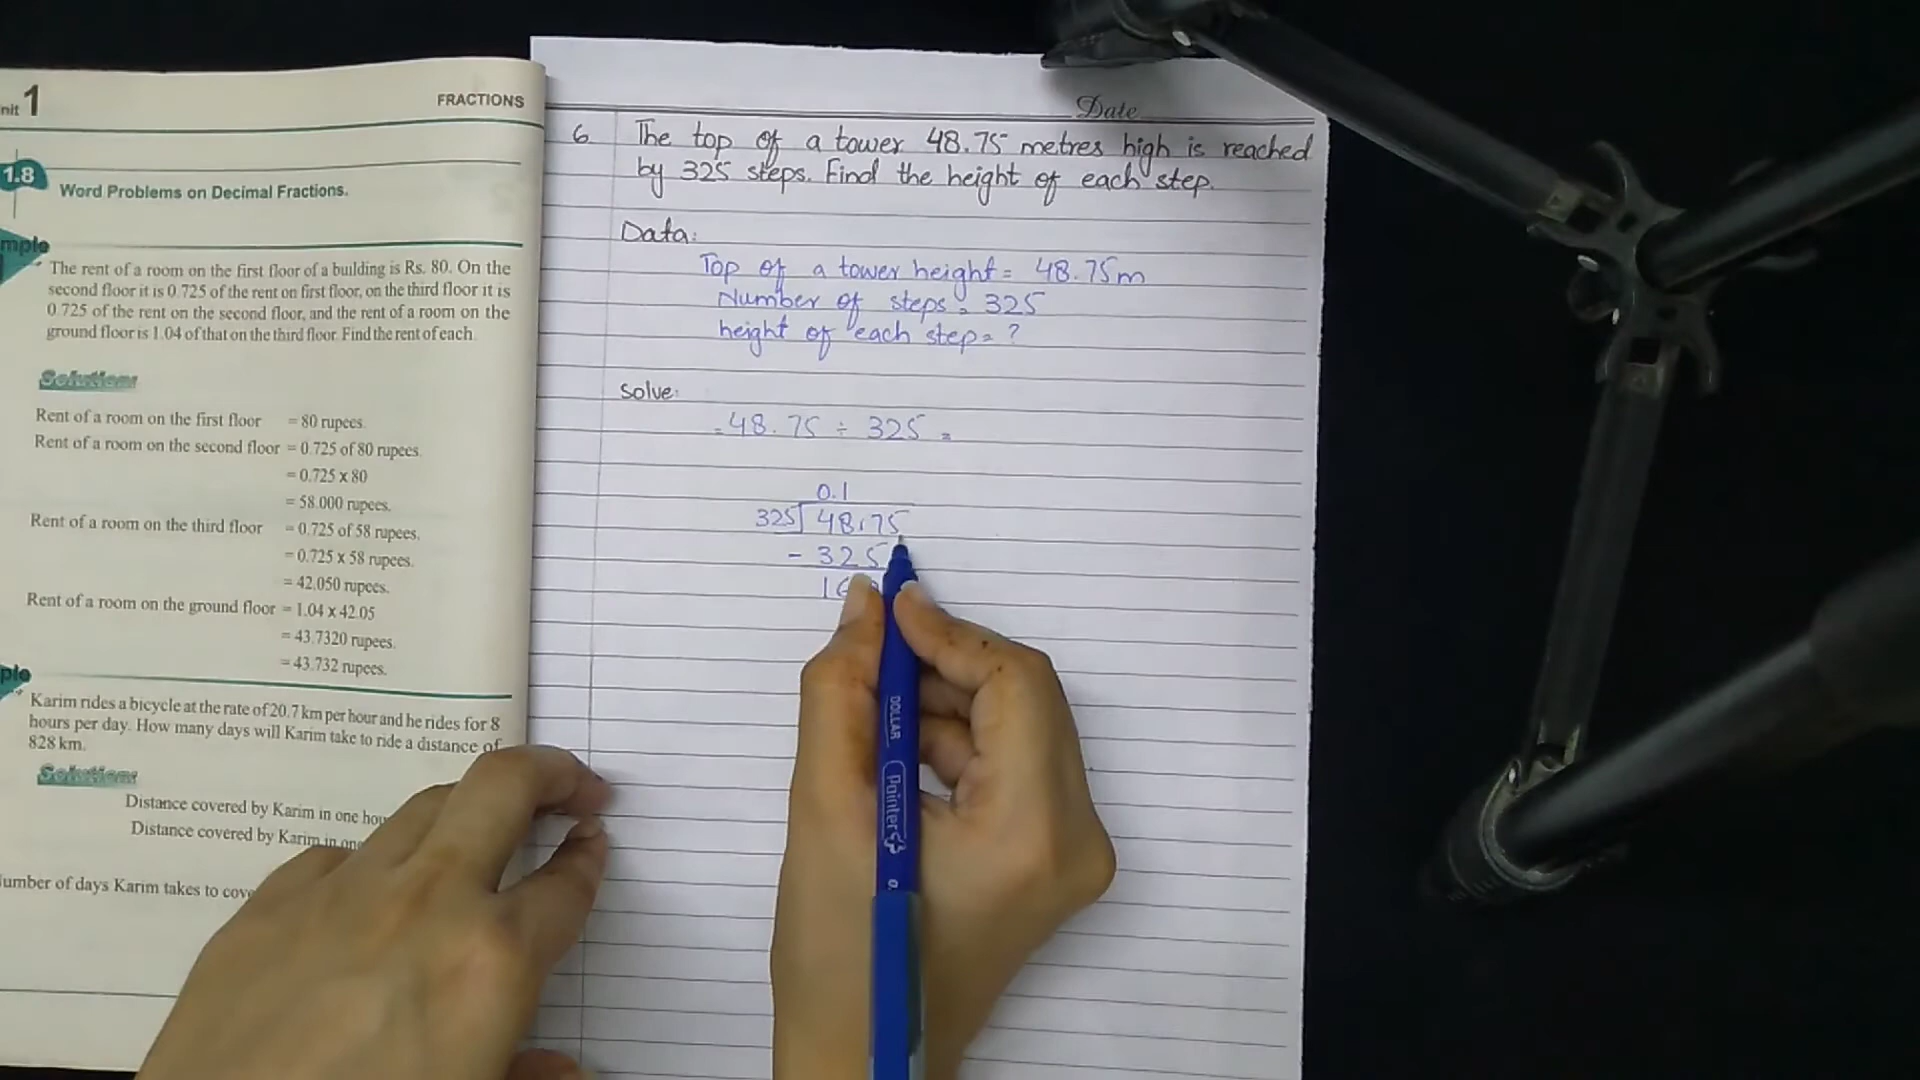 nit 1
FRACTIONS
1.8
Word Problems on Decimal Fractions.
mple
The rent of a room on the first floor of a building is Rs. 80. On the
second floor it is 0.725 of the rent on first floor, on the third floor it is
0.725 of the rent on the second floor, and the rent of a room on the
ground floor is 1.04 of that on the third floor. Find the rent of each.
Solution:
Rent of a room on the first floor = 80 rupees.
Rent of a room on the second floor = 0.725 of 80 rupees.
= 0.725 x 80
= 58.000 rupees.
Rent of a room on the third floor = 0.725 of 58 rupees.
= 0.725 x 58 rupees.
= 42.050 rupees.
Rent of a room on the ground floor = 1.04 x 42.05
= 43.7320 rupees.
= 43.732 rupees.
ple
Karim rides a bicycle at the rate of 20.7 km per hour and he rides for 8
hours per day. How many days will Karim take to ride a distance of
828 km.
Solution:
Distance covered by Karim in one hou
Distance covered by Karim in one
umber of days Karim takes to cove
Date
6 The top of a tower 48.75 metres high is reached
by 325 steps. Find the height of each step.
Data:
Top of a tower height = 48.75m
Number of steps = 325
height of each step = ?
Solve:
= 48.75 ÷ 325 =
0.1
325 48.75
- 325
16
DOLLAR
Pointer
0.